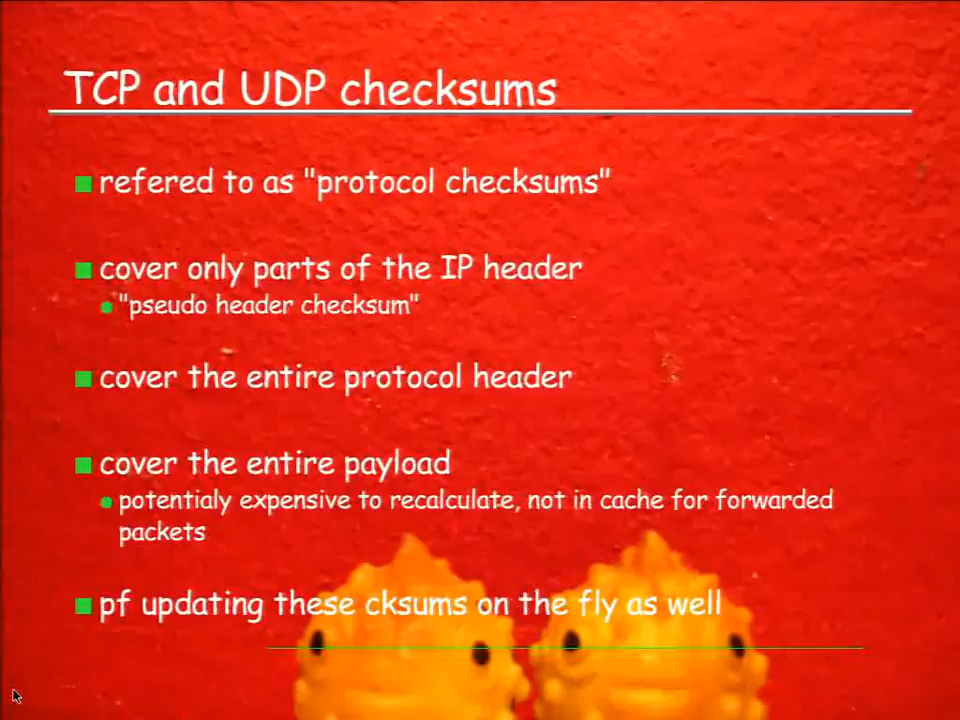 TCP and UDP checksums
refered to as "protocol checksums"
cover only parts of the IP header
"pseudo header checksum"
cover the entire protocol header
cover the entire payload
potentialy expensive to recalculate, not in cache for forwarded
packets
pf updating these cksums on the fly as well